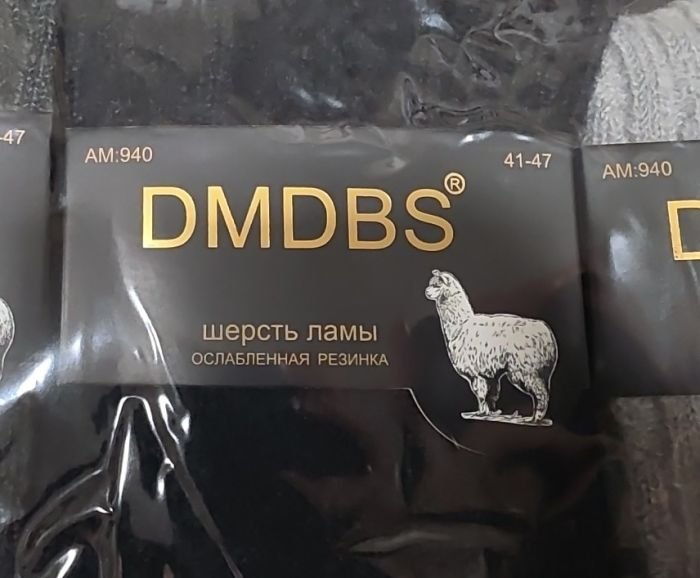 -47
AM:940
41-47
DMDBS®
шерсть ламы
ОСЛАБЛЕННАЯ РЕЗИНКА
AM:940
D